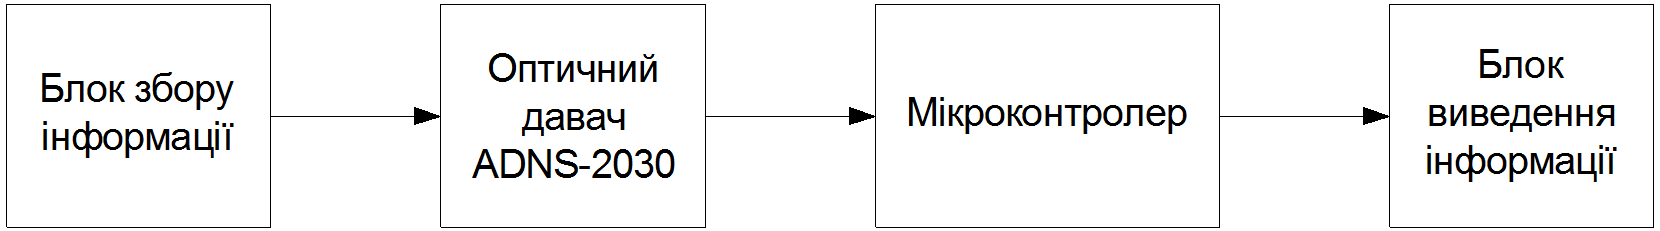 Блок збору
інформації
Оптичний
давач
ADNS-2030
Мікроконтролер
Блок
виведення
інформації